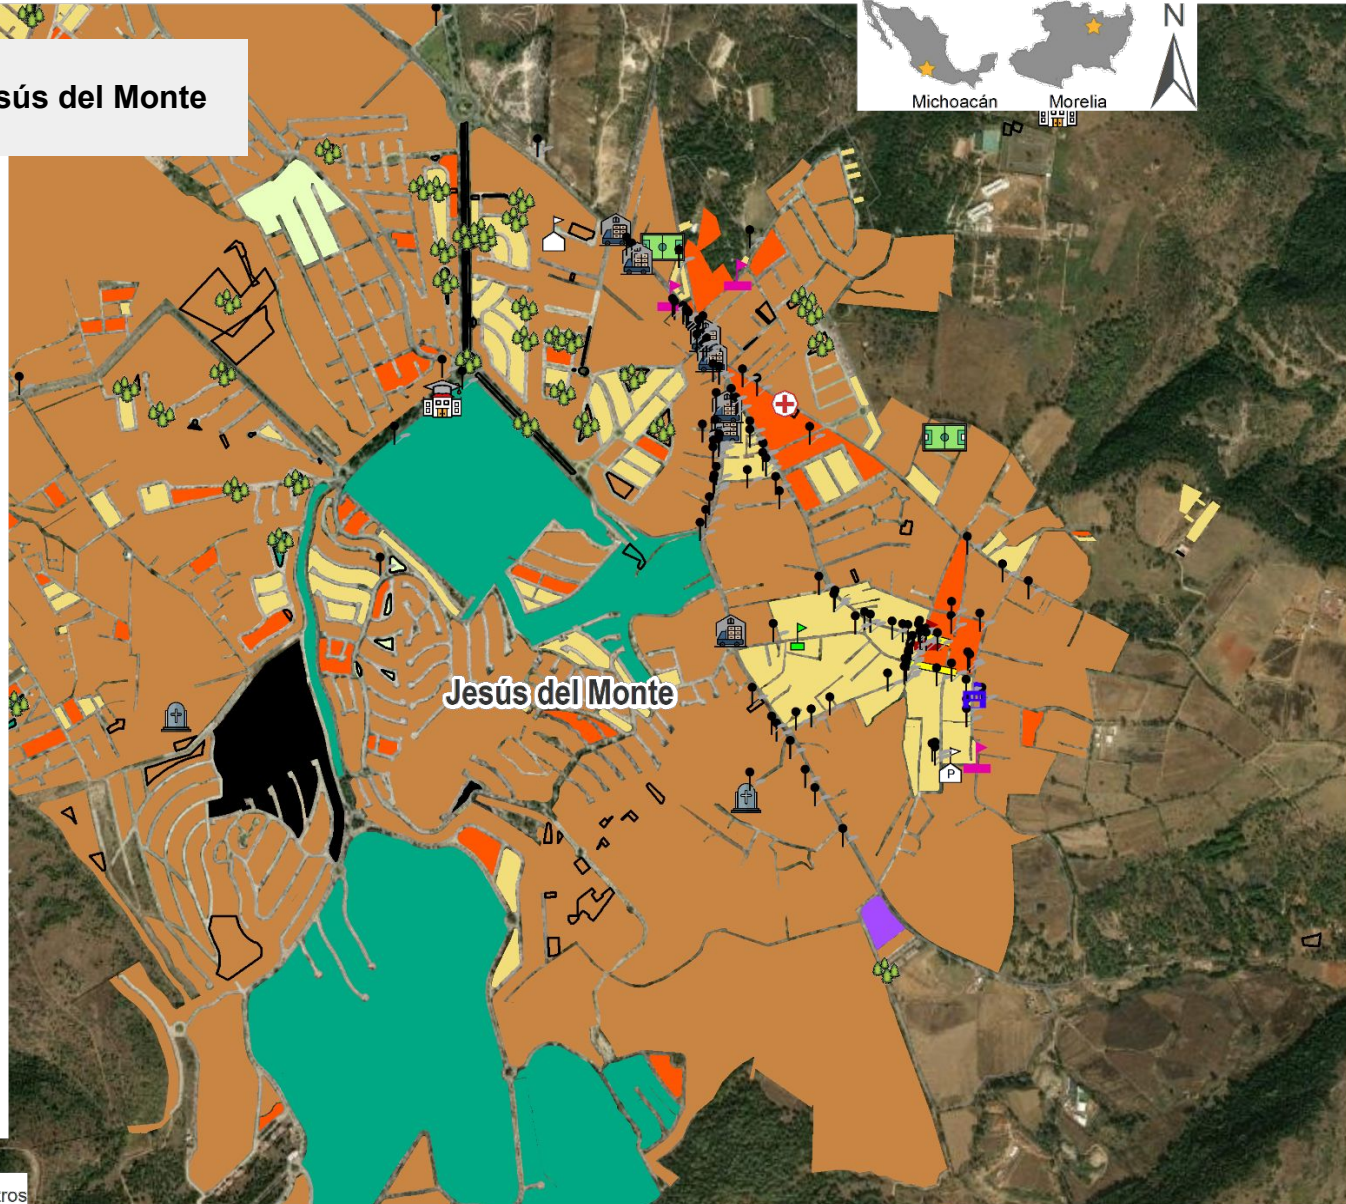 sús del Monte
Michoacán
Morelia
N
Jesús del Monte
P
tros